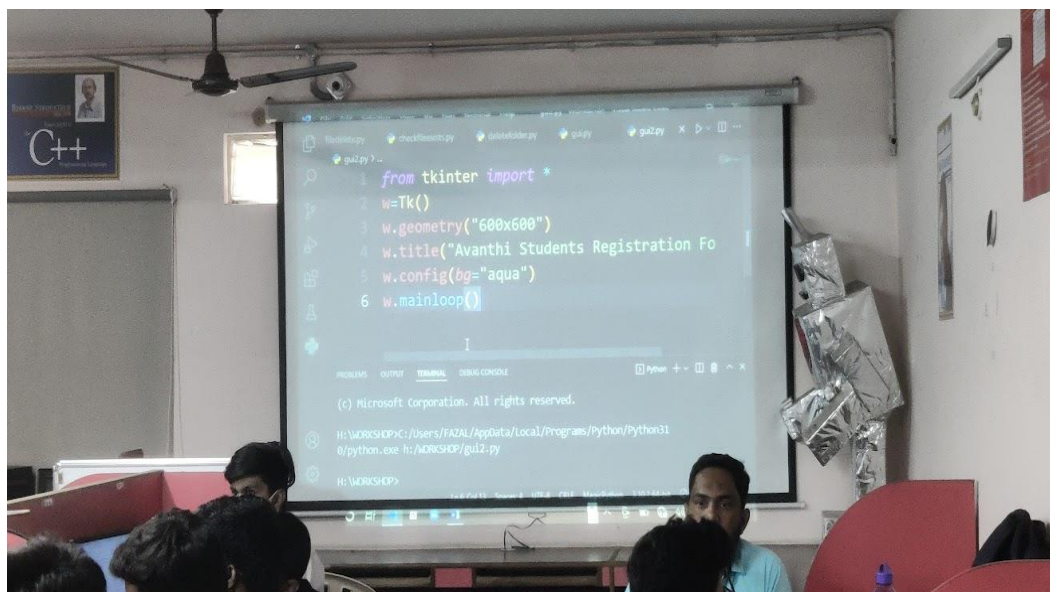 C++
checkfileexists.py deletefolder.py gui.py gui2.py
gui2.py > ...
1 from tkinter import *
2 w=Tk()
3 w.geometry("600x600")
4 w.title("Avanthi Students Registration Fo
5 w.config(bg="aqua")
6 w.mainloop()
PROBLEMS OUTPUT TERMINAL DEBUG CONSOLE Python
(c) Microsoft Corporation. All rights reserved.
H:\WORKSHOP>C:/Users/FAZAL/AppData/Local/Programs/Python/Python31
0/python.exe h:/WORKSHOP/gui2.py
H:\WORKSHOP>